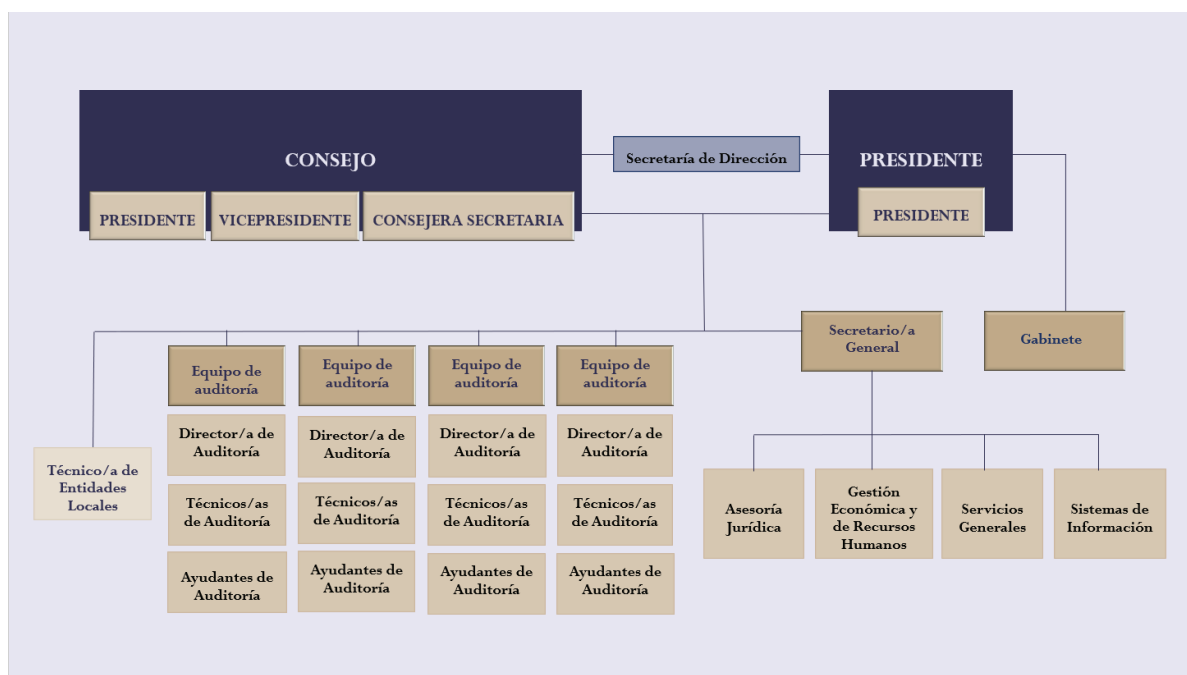 CONSEJO
Secretaría de Dirección
PRESIDENTE
PRESIDENTE
VICEPRESIDENTE
CONSEJERA SECRETARIA
PRESIDENTE
Secretario/a
General
Gabinete
Equipo de
auditoría
Equipo de
auditoría
Equipo de
auditoría
Equipo de
auditoría
Director/a de
Auditoría
Director/a de
Auditoría
Director/a de
Auditoría
Director/a de
Auditoría
Técnico/a de
Entidades
Locales
Técnicos/as
de Auditoría
Técnicos/as
de Auditoría
Técnicos/as
de Auditoría
Técnicos/as
de Auditoría
Ayudantes de
Auditoría
Ayudantes de
Auditoría
Ayudantes de
Auditoría
Ayudantes de
Auditoría
Asesoría
Jurídica
Gestión
Económica y
de Recursos
Humanos
Servicios
Generales
Sistemas de
Información